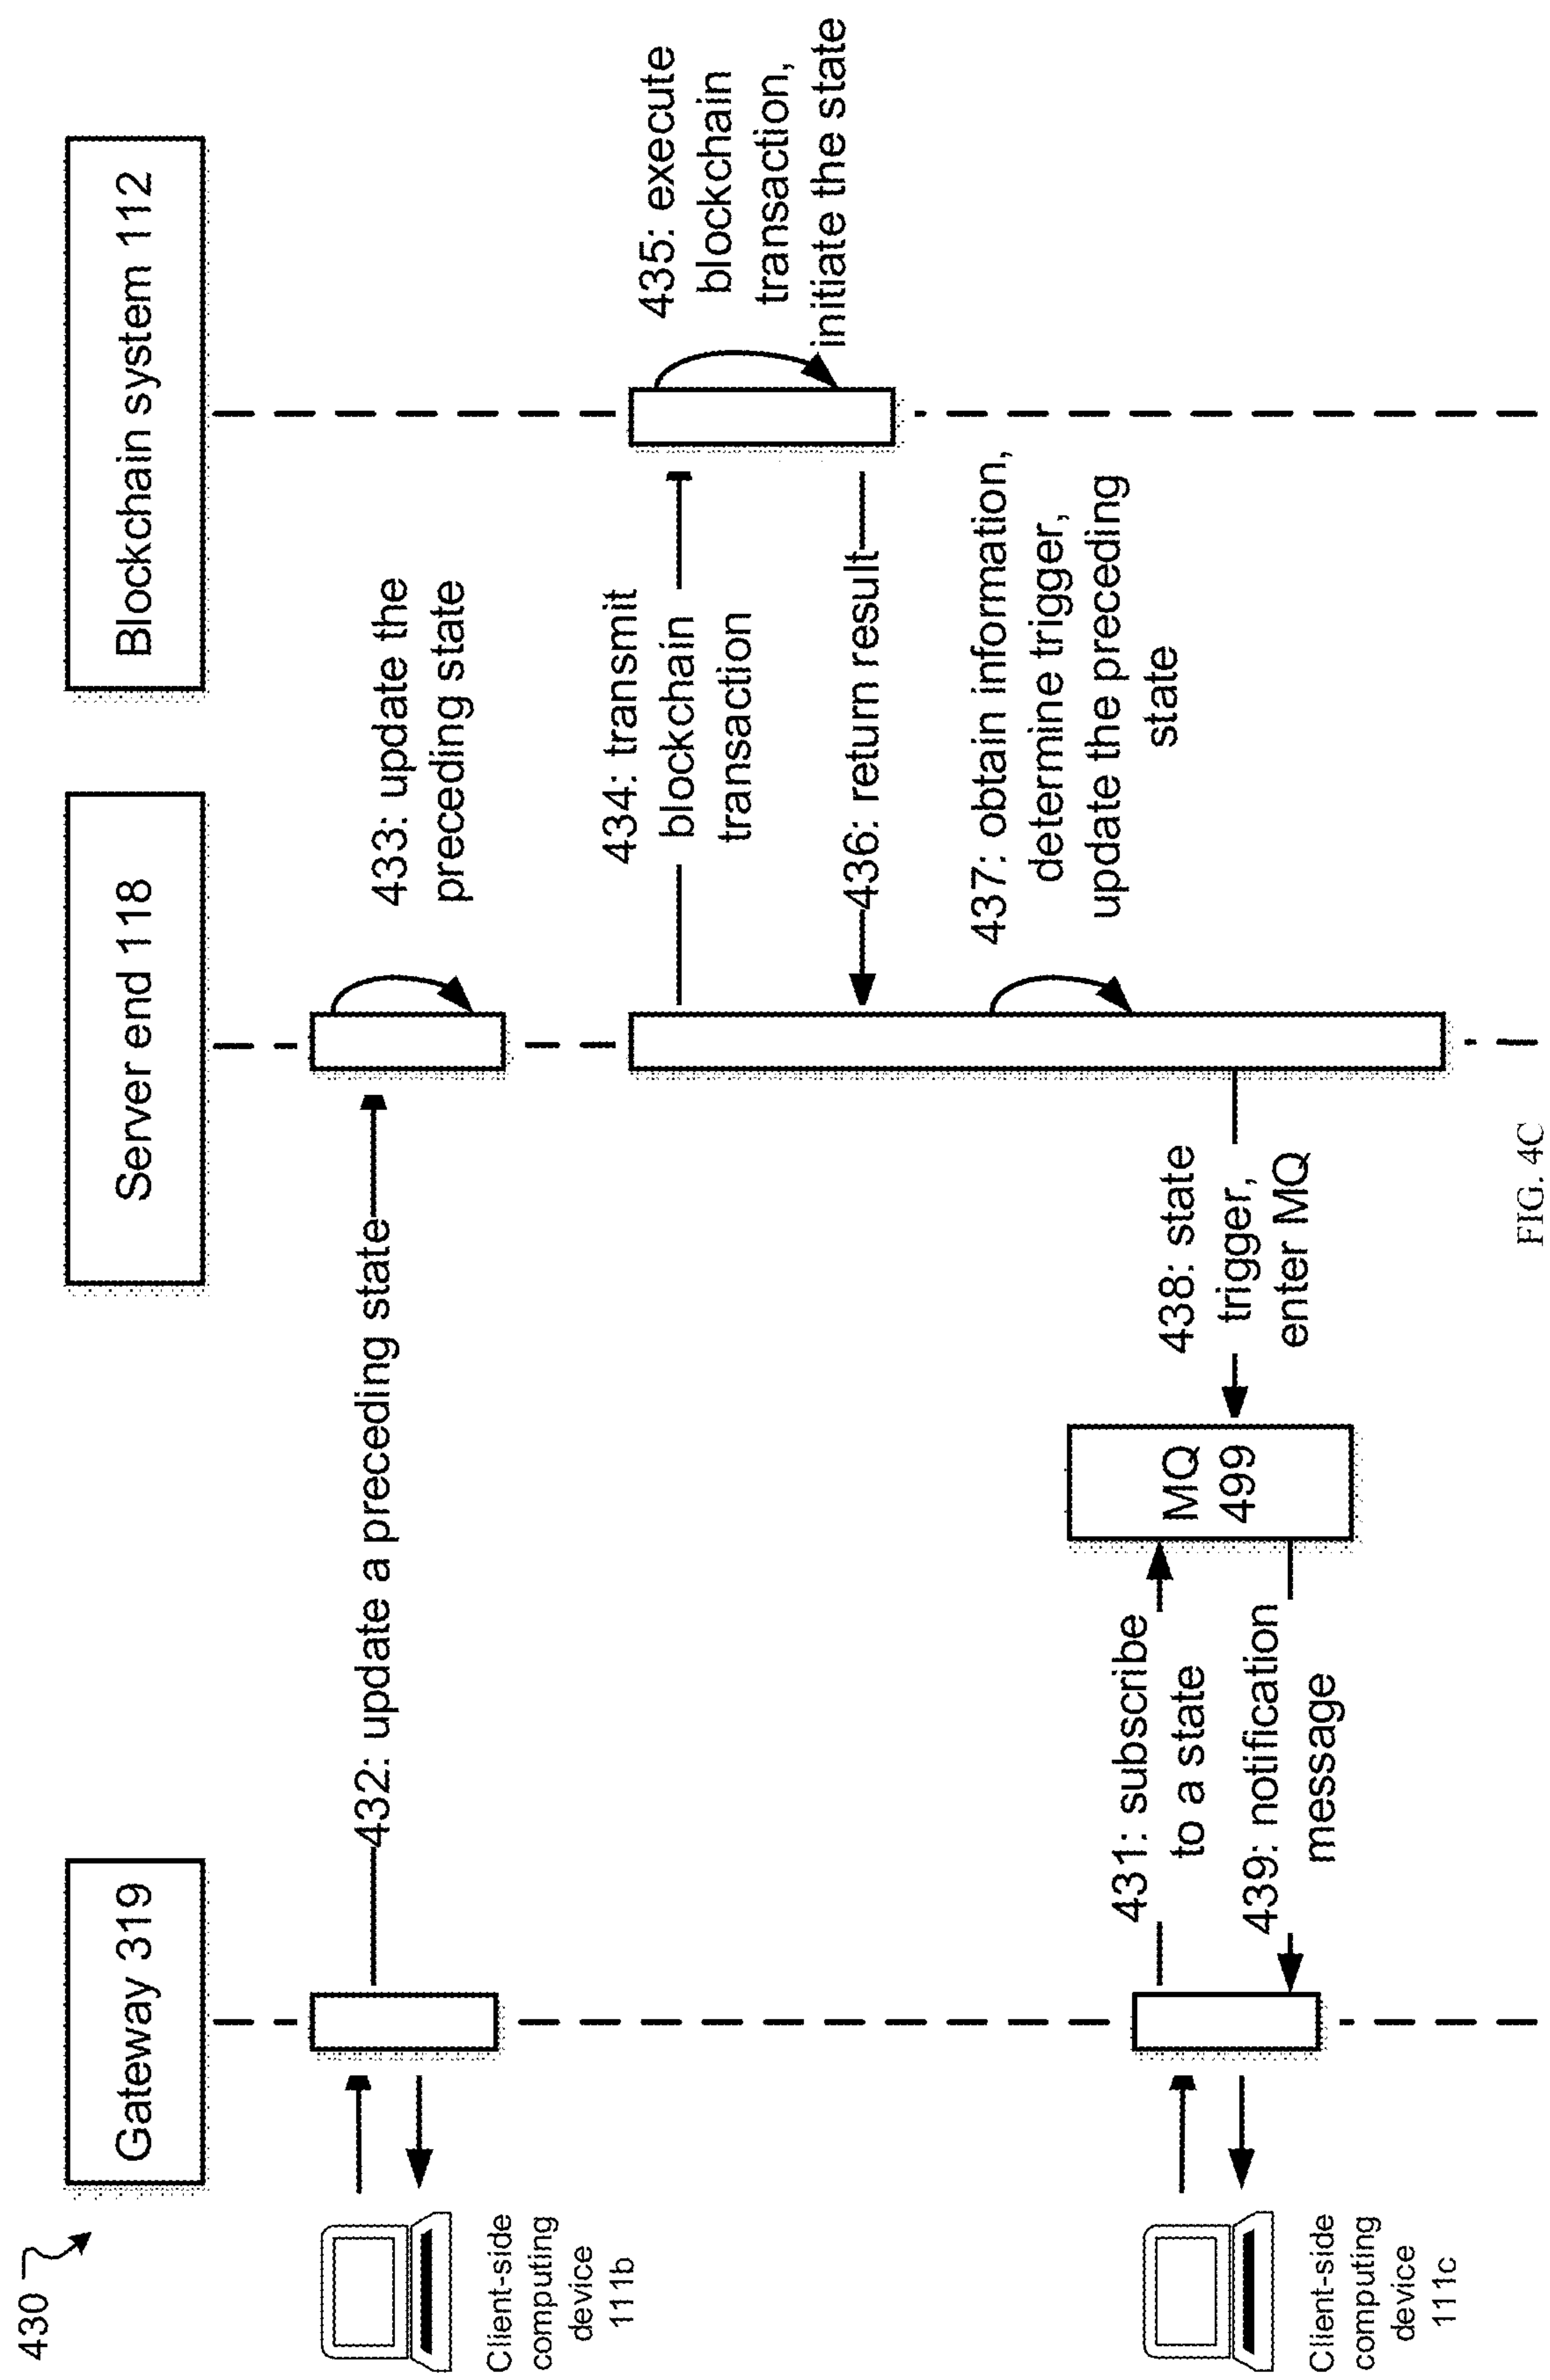 430
Gateway 319
Server end 118
Blockchain system 112
Client-side
computing
device
111b
432: update a preceding state
433: update the
preceding state
434: transmit
blockchain
transaction
435: execute
blockchain
transaction,
initiate the state
436: return result
437: obtain information,
determine trigger,
update the preceding
state
Client-side
computing
device
111c
431: subscribe
to a state
439: notification
message
MQ
499
438: state
trigger,
enter MQ
FIG. 4C